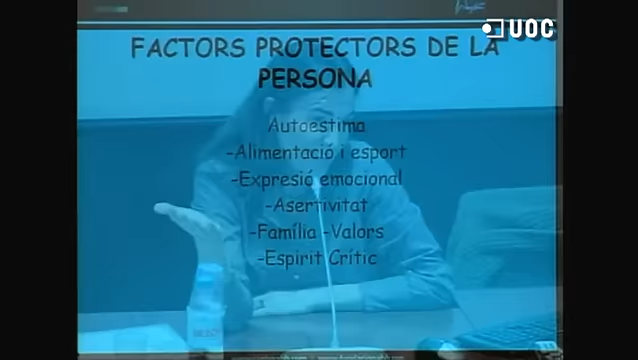 UOC
FACTORS PROTECTORS DE LA
PERSONA
Autoestima
-Alimentació i esport
-Expresió emocional
-Asertivitat
-Família -Valors
-Espirit Crític